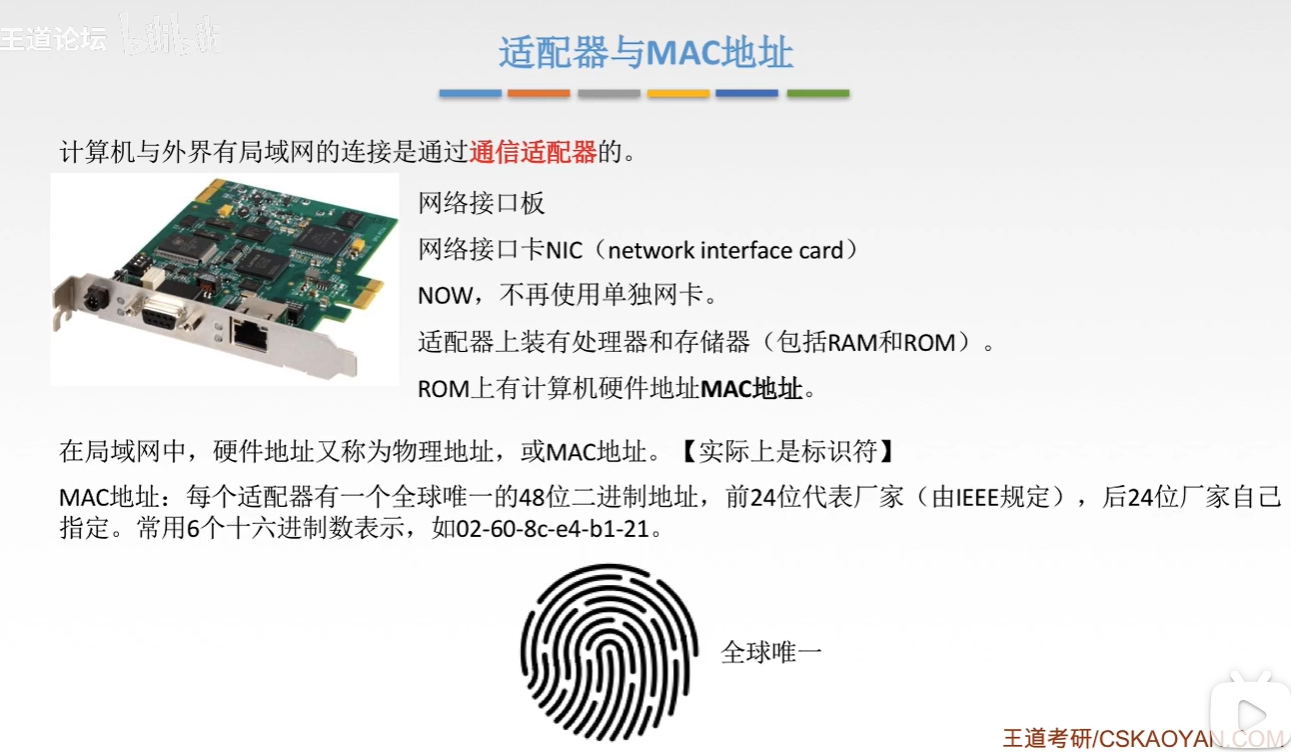 王道论坛 bilibili
适配器与MAC地址
计算机与外界有局域网的连接是通过通信适配器的。
网络接口板
网络接口卡NIC（network interface card）
NOW，不再使用单独网卡。
适配器上装有处理器和存储器（包括RAM和ROM）。
ROM上有计算机硬件地址MAC地址。
在局域网中，硬件地址又称为物理地址，或MAC地址。【实际上是标识符】
MAC地址：每个适配器有一个全球唯一的48位二进制地址，前24位代表厂家（由IEEE规定），后24位厂家自己
指定。常用6个十六进制数表示，如02-60-8c-e4-b1-21。
全球唯一
王道考研/CSKAOYAN.COM